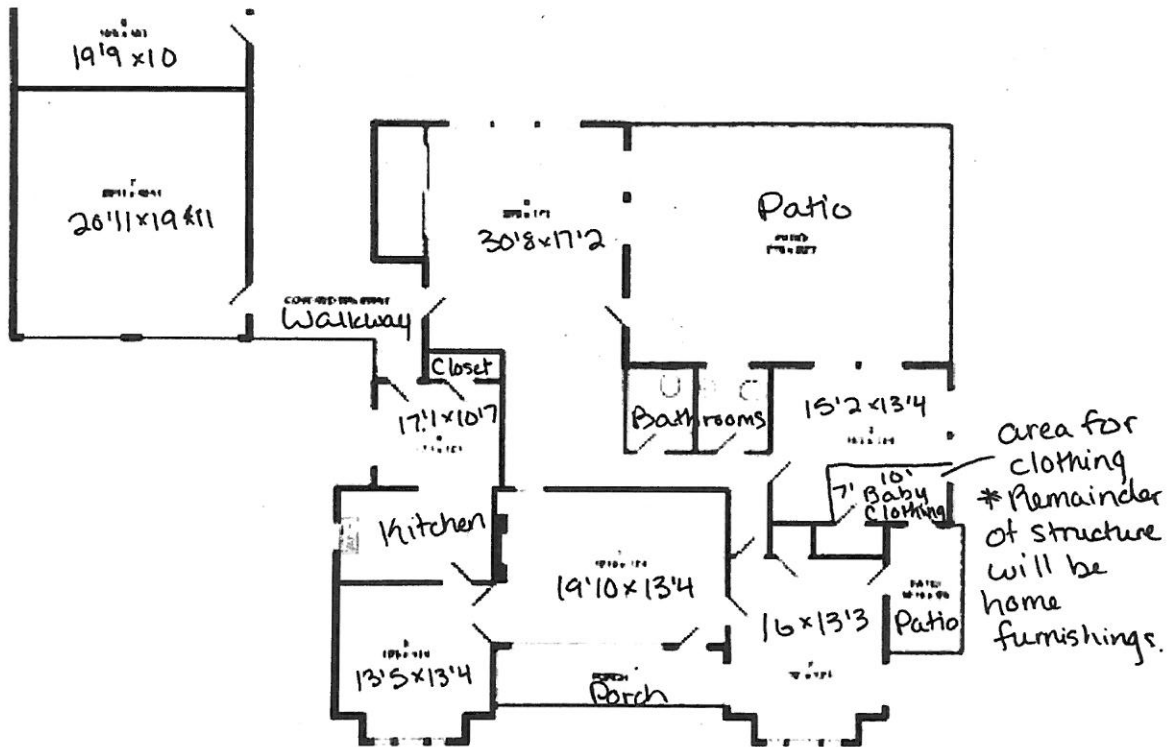 19'9 x 10
20'11 x 19'11
30'8 x 17'2
Patio
Walkway
Closet
17'1 x 10'7
Bathrooms
15'2 x 13'4
area for
clothing
* Remainder
of structure
will be
home
furnishings.
10'
7'
Baby
Clothing
Kitchen
19'10 x 13'4
16 x 13'3
Patio
13'5 x 13'4
PORCH
Porch